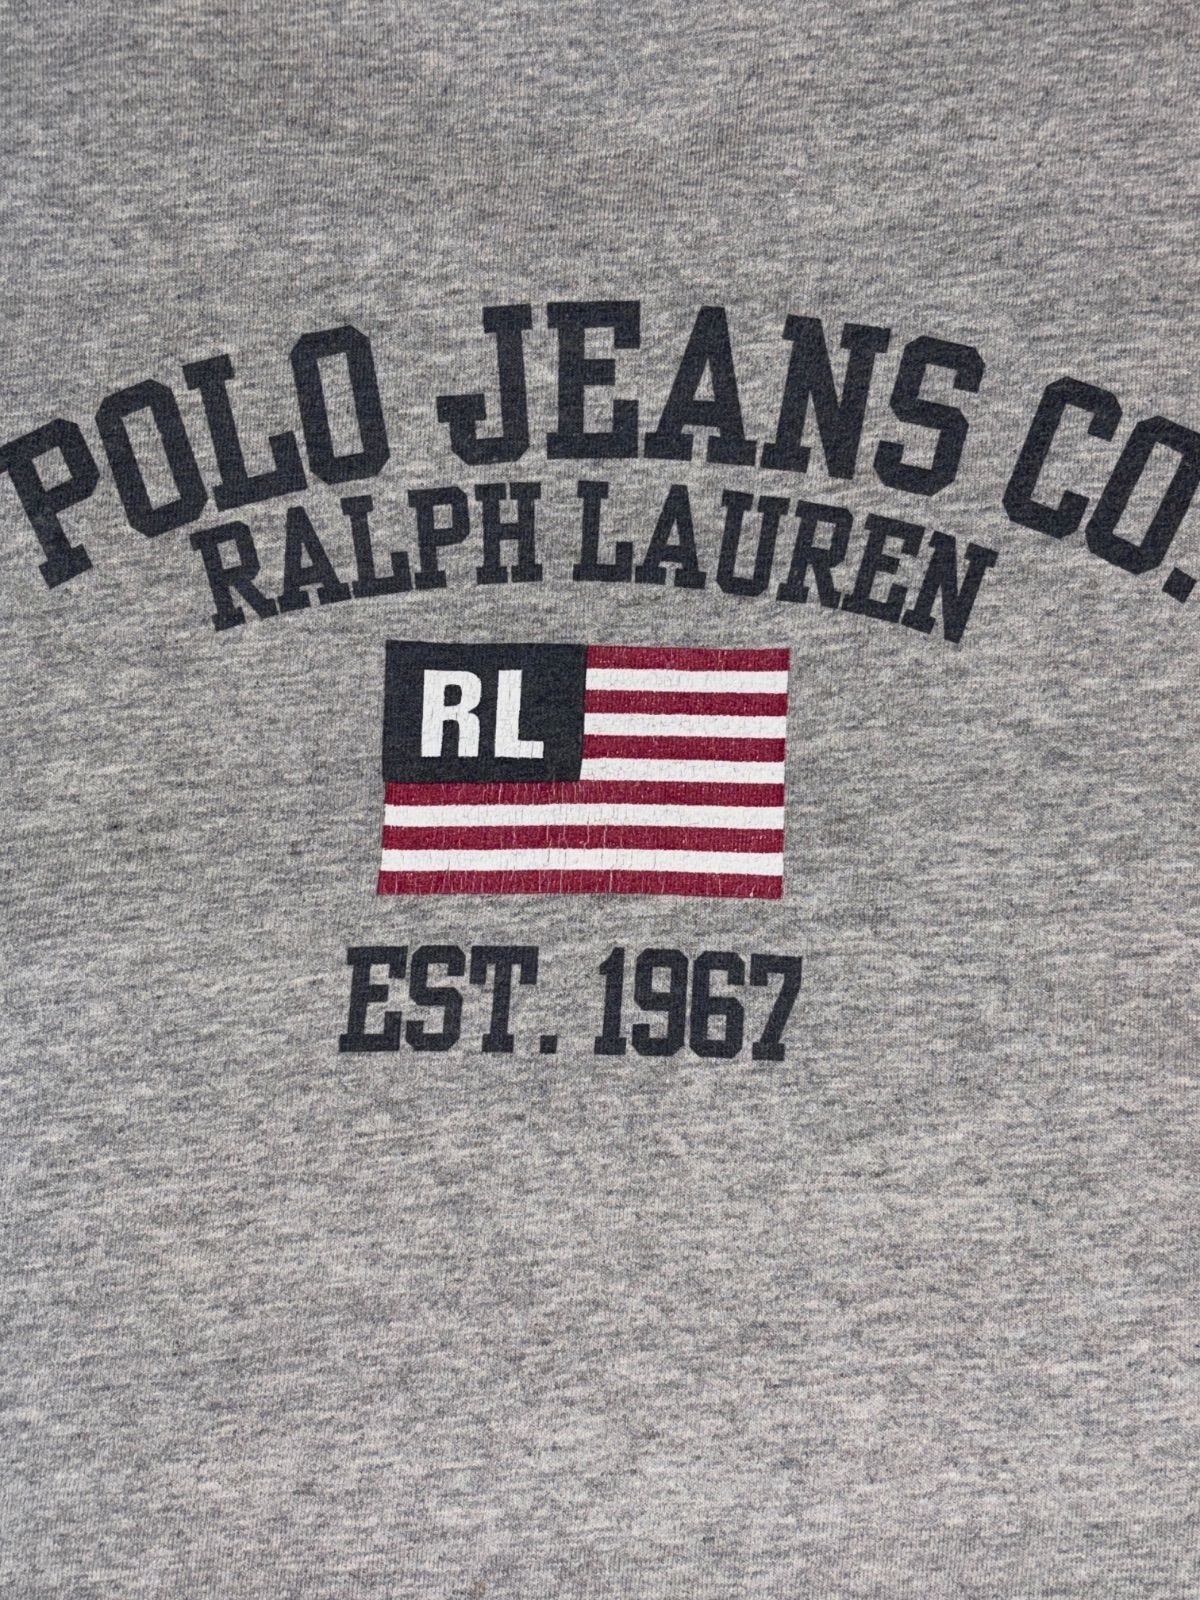 POLO JEANS CO.
RALPH LAUREN
RL
EST. 1967